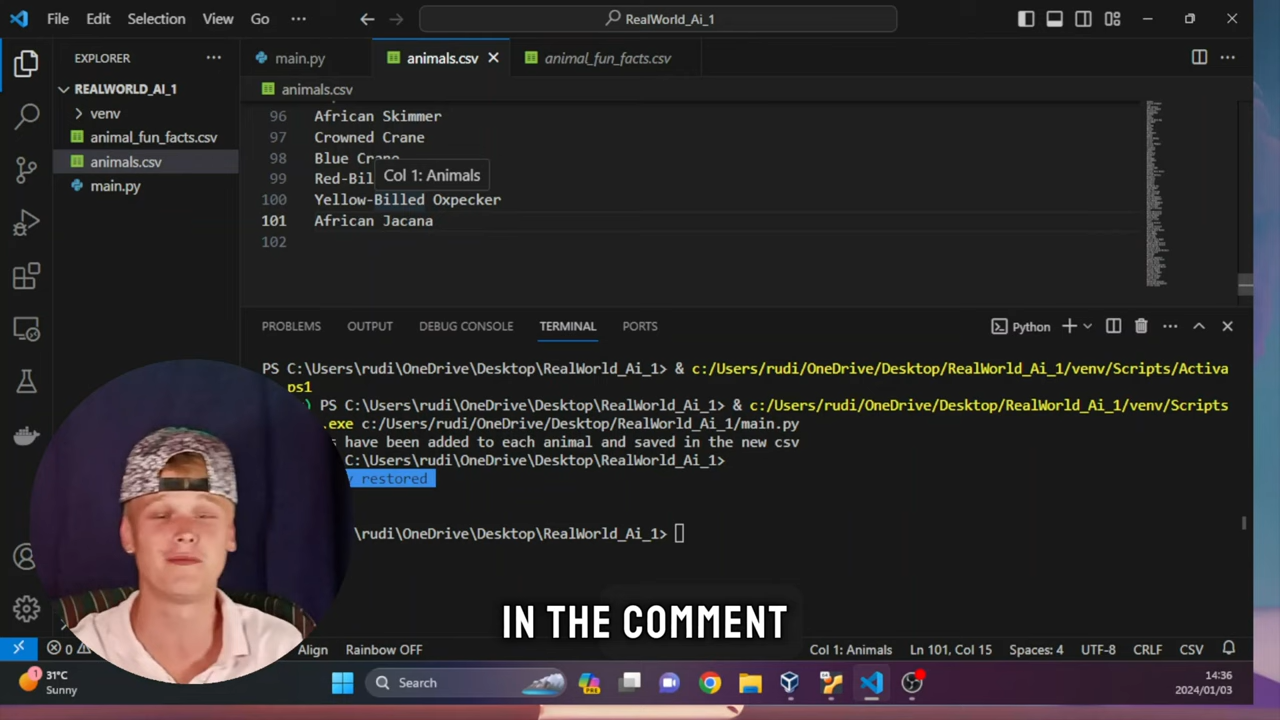 File Edit Selection View Go ···
RealWorld_Ai_1
EXPLORER ···
main.py
animals.csv
animal_fun_facts.csv
REALWORLD_AI_1
venv
animal_fun_facts.csv
animals.csv
main.py
animals.csv
96 African Skimmer
97 Crowned Crane
98 Blue Crane
99 Red-Bil
Col 1: Animals
100 Yellow-Billed Oxpecker
101 African Jacana
102
PROBLEMS OUTPUT DEBUG CONSOLE TERMINAL PORTS
Python
PS C:\Users\rudi\OneDrive\Desktop\RealWorld_Ai_1> & c:/Users/rudi/OneDrive/Desktop/RealWorld_Ai_1/venv/Scripts/Activa
ps1
) PS C:\Users\rudi\OneDrive\Desktop\RealWorld_Ai_1> & c:/Users/rudi/OneDrive/Desktop/RealWorld_Ai_1/venv/Scripts
.exe c:/Users/rudi/OneDrive/Desktop/RealWorld_Ai_1/main.py
s have been added to each animal and saved in the new csv
C:\Users\rudi\OneDrive\Desktop\RealWorld_Ai_1>
restored
\rudi\OneDrive\Desktop\RealWorld_Ai_1>
IN THE COMMENT
0
Align
Rainbow OFF
Col 1: Animals
Ln 101, Col 15
Spaces: 4
UTF-8
CRLF
CSV
1
31°C
Sunny
Search
PRE
14:36
2024/01/03